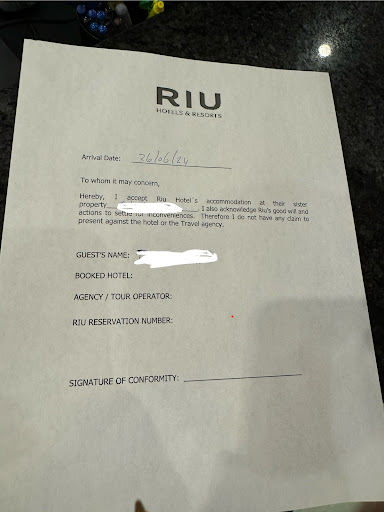 RIU
HOTELS & RESORTS
Arrival Date: 26/06/24
To whom it may concern,
Hereby, I accept Riu Hotel´s accommodation at their sister
property. I also acknowledge Riu's good will and
actions to settle for inconveniences. Therefore I do not have any claim to
present against the hotel or the Travel agency.
GUEST'S NAME:
BOOKED HOTEL:
AGENCY / TOUR OPERATOR:
RIU RESERVATION NUMBER:
SIGNATURE OF CONFORMITY: